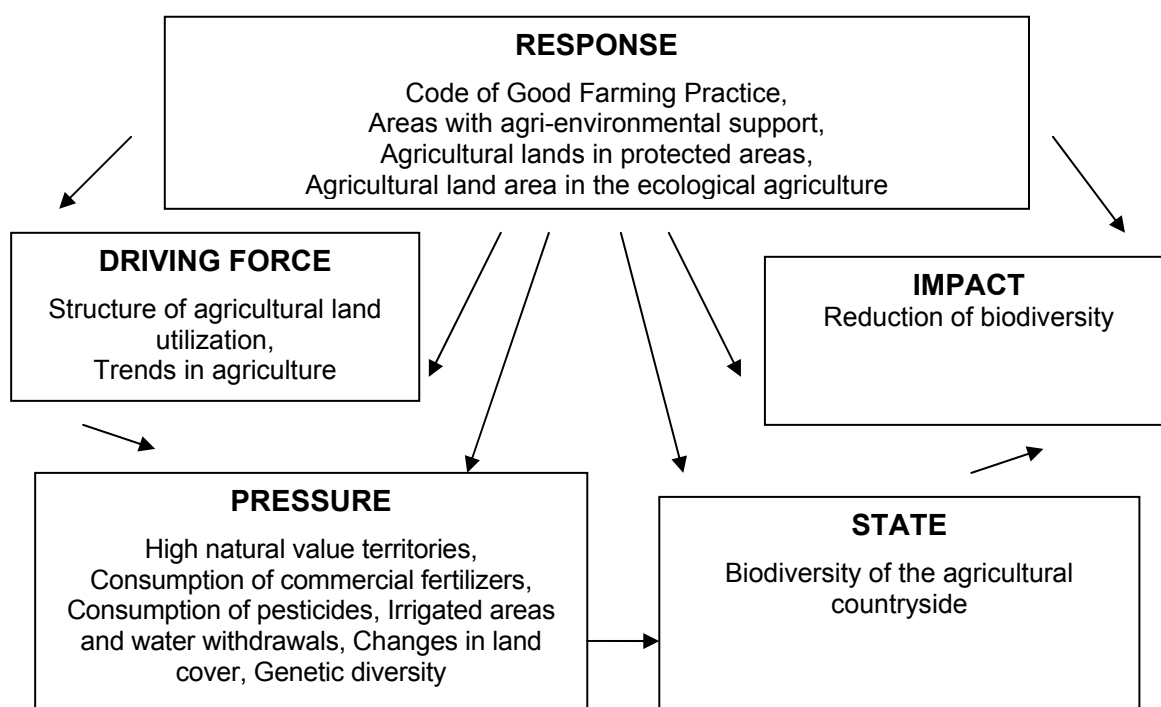 RESPONSE
Code of Good Farming Practice,
Areas with agri-environmental support,
Agricultural lands in protected areas,
Agricultural land area in the ecological agriculture
DRIVING FORCE
Structure of agricultural land
utilization,
Trends in agriculture
IMPACT
Reduction of biodiversity
PRESSURE
High natural value territories,
Consumption of commercial fertilizers,
Consumption of pesticides, Irrigated areas
and water withdrawals, Changes in land
cover, Genetic diversity
STATE
Biodiversity of the agricultural
countryside